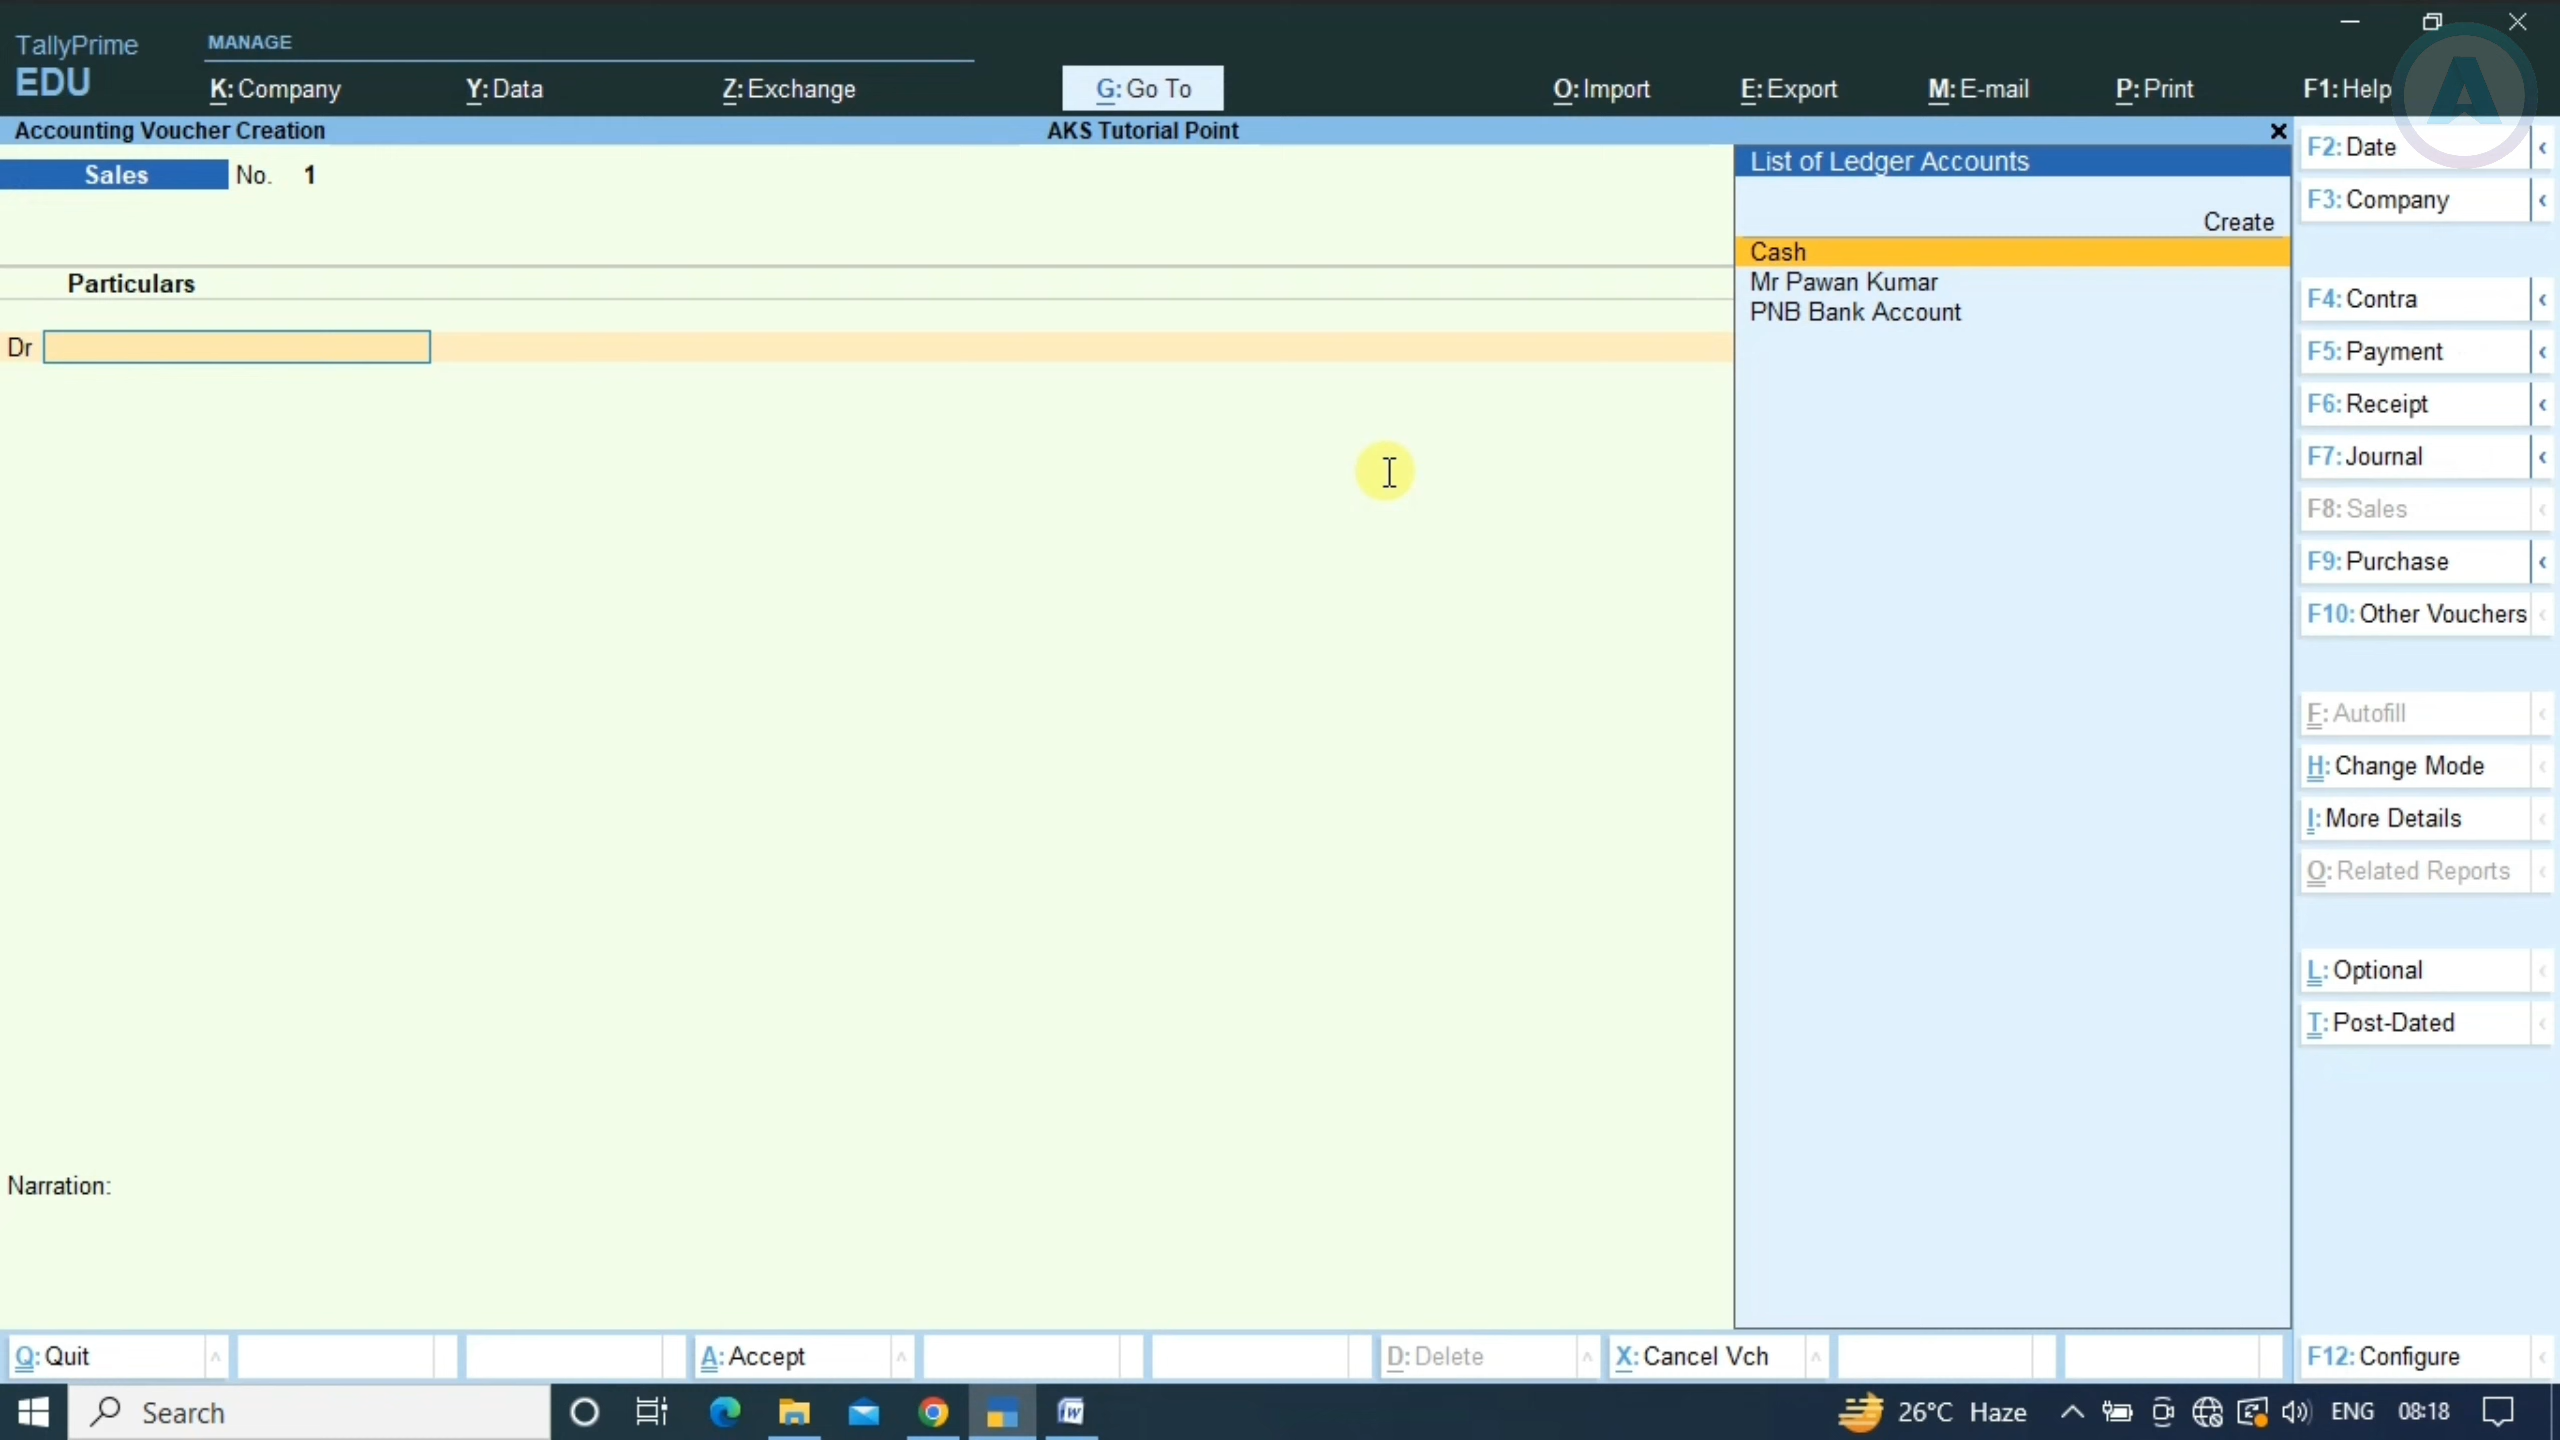 TallyPrime
EDU
MANAGE
K: Company Y: Data Z: Exchange G: Go To O: Import E: Export M: E-mail P: Print F1: Help
Accounting Voucher Creation AKS Tutorial Point
Sales No. 1
Particulars
Dr
Narration:
List of Ledger Accounts
Create
Cash
Mr Pawan Kumar
PNB Bank Account
F2: Date
F3: Company
F4: Contra
F5: Payment
F6: Receipt
F7: Journal
F8: Sales
F9: Purchase
F10: Other Vouchers
F: Autofill
H: Change Mode
I: More Details
O: Related Reports
L: Optional
T: Post-Dated
Q: Quit A: Accept D: Delete X: Cancel Vch F12: Configure
Search 26°C Haze ENG 08:18